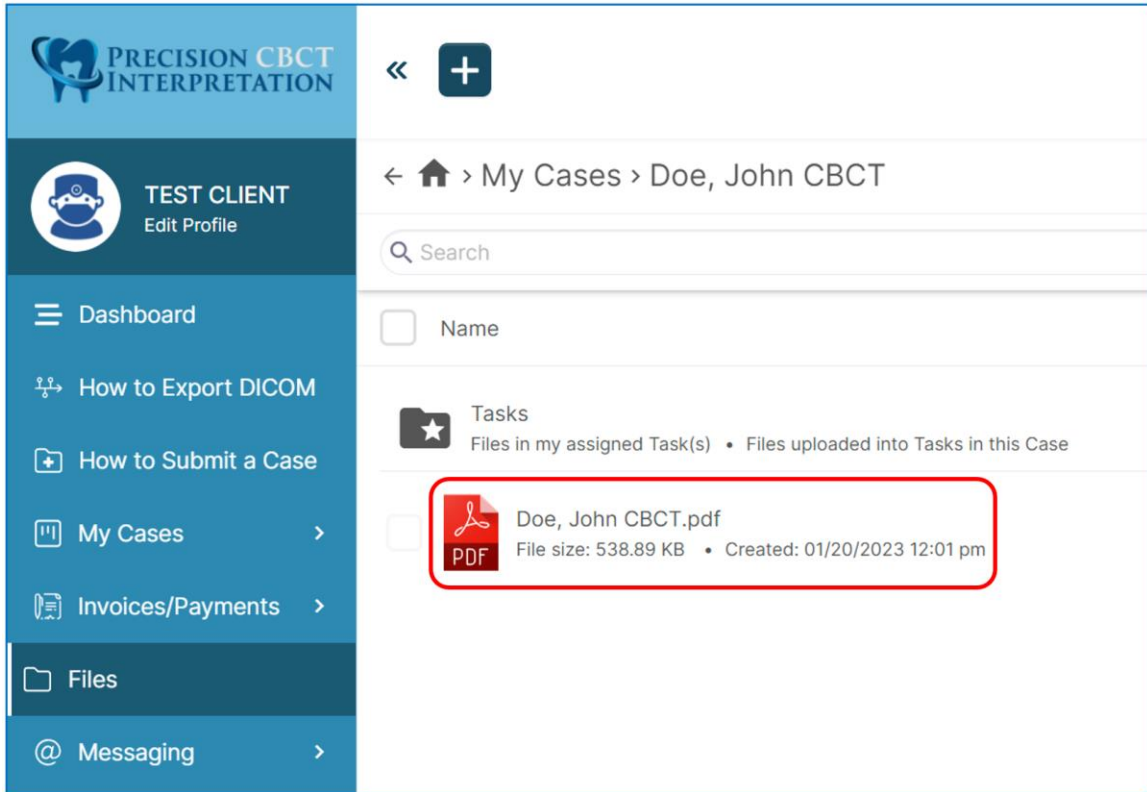 PRECISION CBCT
INTERPRETATION
TEST CLIENT
Edit Profile
Dashboard
How to Export DICOM
How to Submit a Case
My Cases
Invoices/Payments
Files
@ Messaging
« +
← › My Cases › Doe, John CBCT
Search
Name
Tasks
Files in my assigned Task(s) • Files uploaded into Tasks in this Case
PDF
Doe, John CBCT.pdf
File size: 538.89 KB • Created: 01/20/2023 12:01 pm